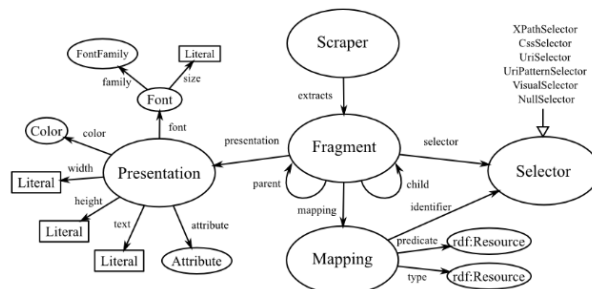 XPathSelector
CssSelector
UriSelector
UriPatternSelector
VisualSelector
NullSelector
Scraper
FontFamily
Literal
family
size
Font
extracts
font
Color
color
presentation
Fragment
selector
width
Literal
Presentation
Selector
parent
child
height
Literal
text
attribute
mapping
identifier
Literal
Attribute
Mapping
predicate
rdf:Resource
type
rdf:Resource